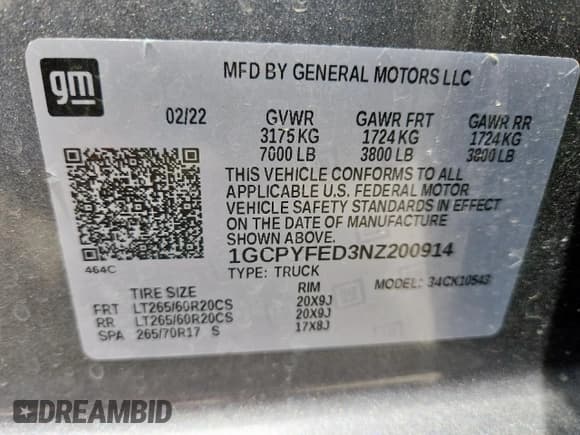 gm
MFD BY GENERAL MOTORS LLC
02/22 GVWR GAWR FRT GAWR RR
3175 KG 1724 KG 1724 KG
7000 LB 3800 LB 3800 LB
THIS VEHICLE CONFORMS TO ALL
APPLICABLE U.S. FEDERAL MOTOR
VEHICLE SAFETY STANDARDS IN EFFECT
ON THE DATE OF MANUFACTURE
SHOWN ABOVE.
1GCPYFED3NZ200914
464C
TYPE: TRUCK MODEL: 34CK10543
TIRE SIZE RIM
FRT LT265/60R20CS 20X9J
RR LT265/60R20CS 20X9J
SPA 265/70R17 S 17X8J
DREAMBID